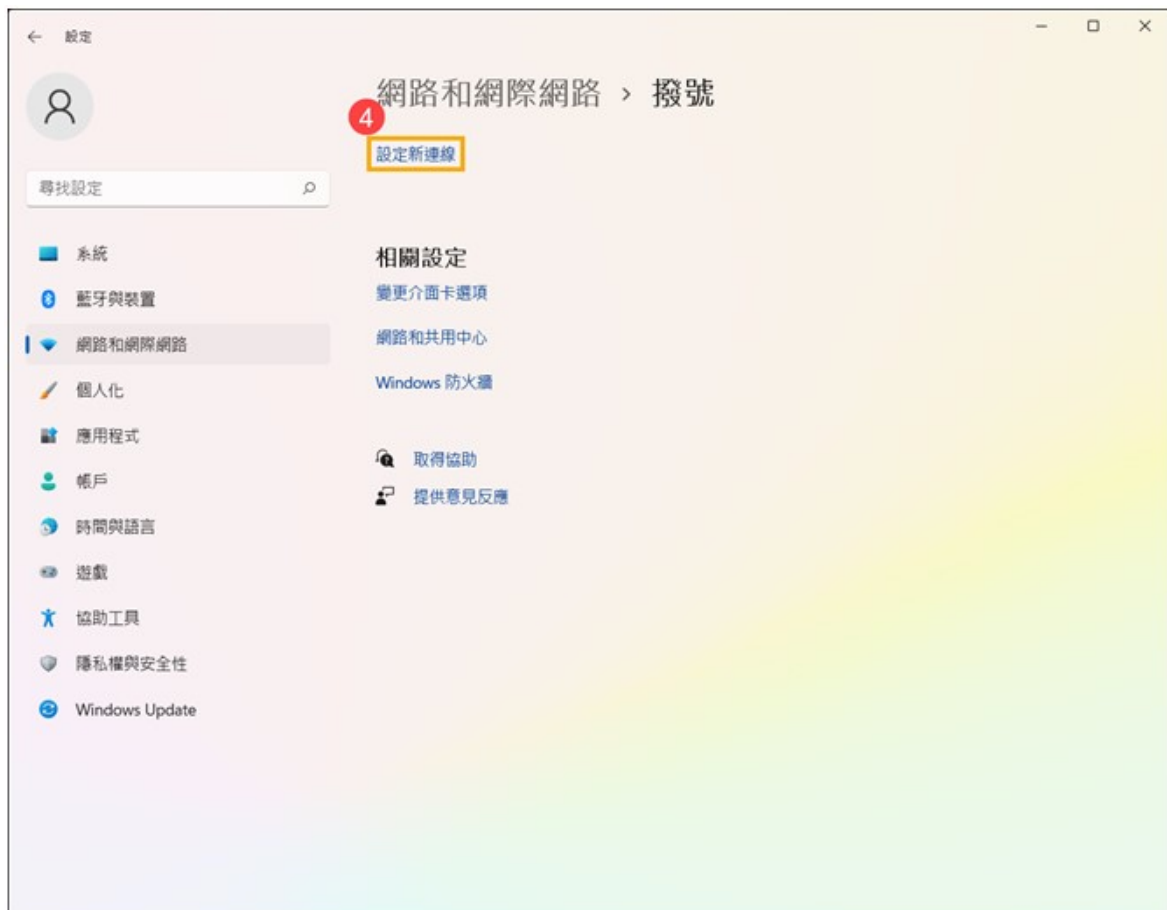 設定
網路和網際網路 › 撥號
4
設定新連線
尋找設定
系統
藍牙與裝置
網路和網際網路
個人化
應用程式
帳戶
時間與語言
遊戲
協助工具
隱私權與安全性
Windows Update
相關設定
變更介面卡選項
網路和共用中心
Windows 防火牆
取得協助
提供意見反應